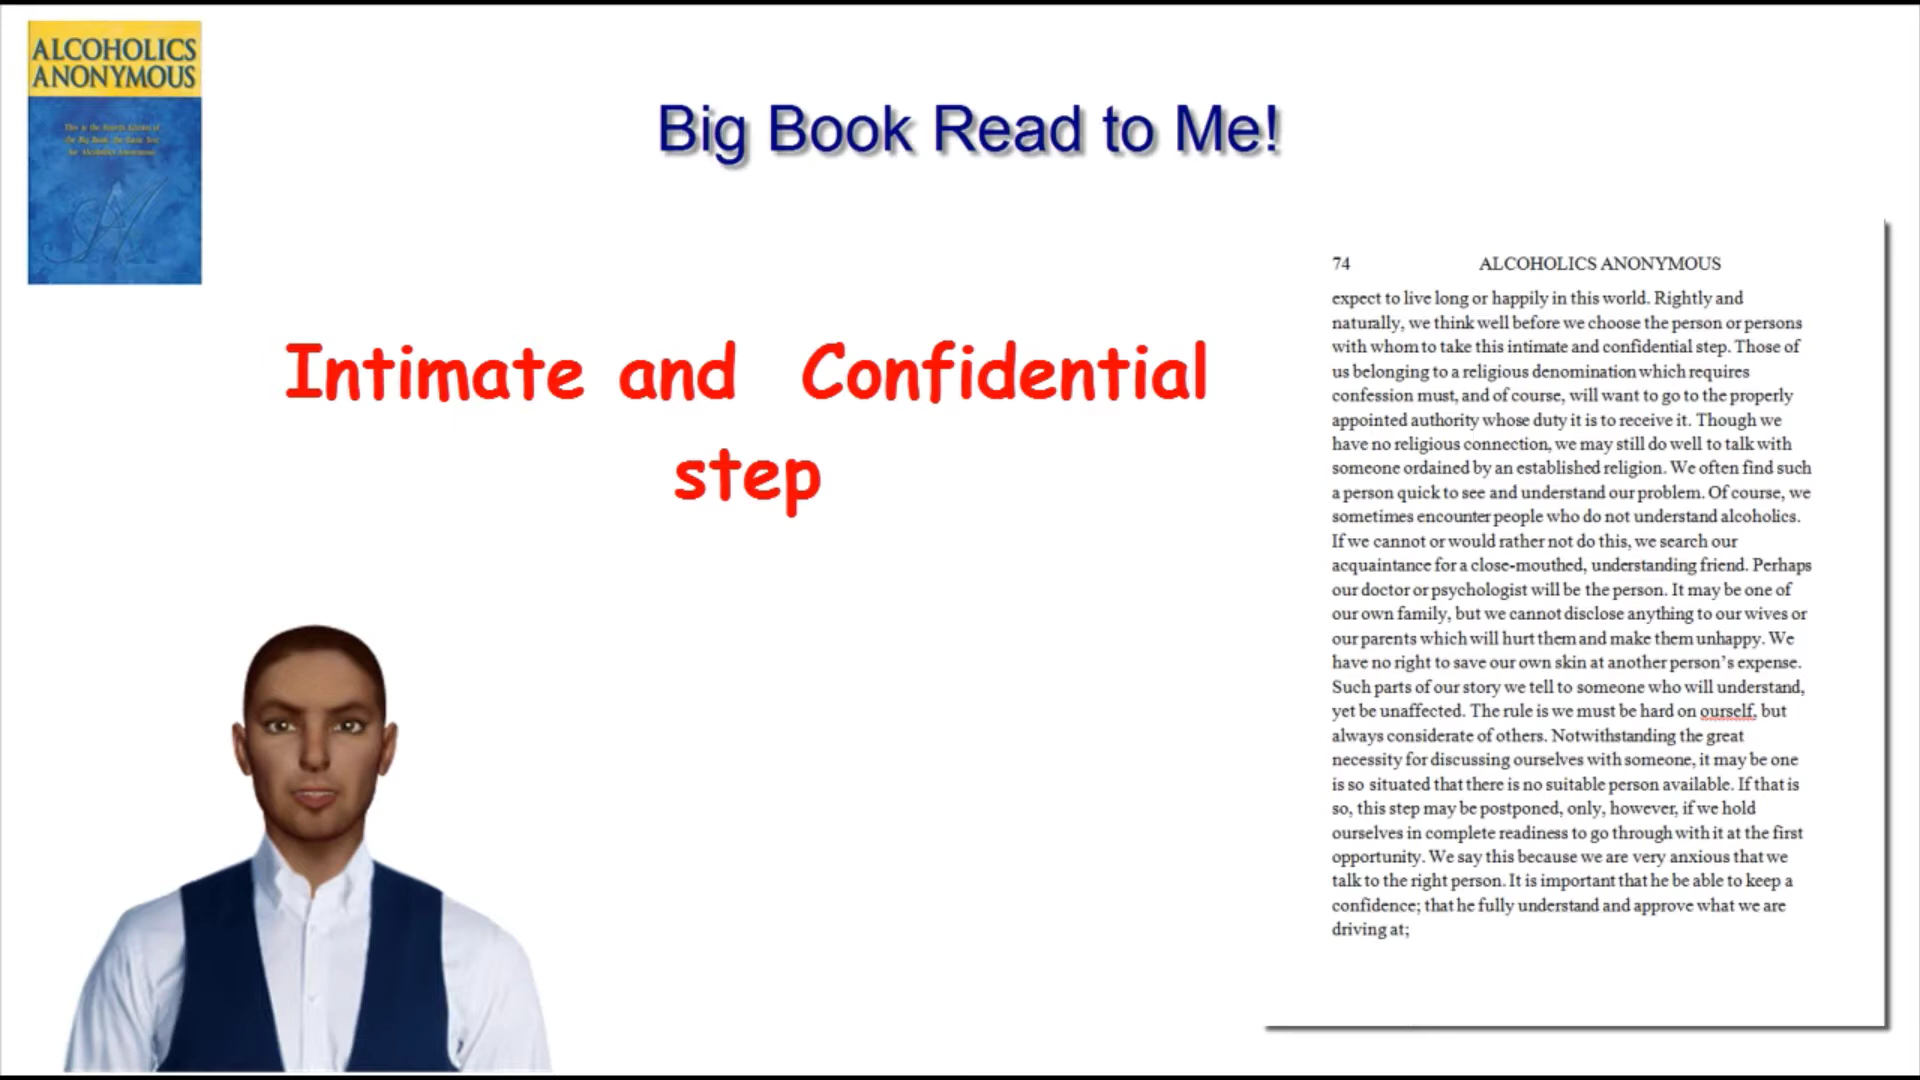 ALCOHOLICS
ANONYMOUS
This is the fourth Edition of
the Big Book, the Basic Text
for Alcoholics Anonymous
Big Book Read to Me!
Intimate and Confidential
step
74 ALCOHOLICS ANONYMOUS
expect to live long or happily in this world. Rightly and
naturally, we think well before we choose the person or persons
with whom to take this intimate and confidential step. Those of
us belonging to a religious denomination which requires
confession must, and of course, will want to go to the properly
appointed authority whose duty it is to receive it. Though we
have no religious connection, we may still do well to talk with
someone ordained by an established religion. We often find such
a person quick to see and understand our problem. Of course, we
sometimes encounter people who do not understand alcoholics.
If we cannot or would rather not do this, we search our
acquaintance for a close-mouthed, understanding friend. Perhaps
our doctor or psychologist will be the person. It may be one of
our own family, but we cannot disclose anything to our wives or
our parents which will hurt them and make them unhappy. We
have no right to save our own skin at another person's expense.
Such parts of our story we tell to someone who will understand,
yet be unaffected. The rule is we must be hard on ourself, but
always considerate of others. Notwithstanding the great
necessity for discussing ourselves with someone, it may be one
is so situated that there is no suitable person available. If that is
so, this step may be postponed, only, however, if we hold
ourselves in complete readiness to go through with it at the first
opportunity. We say this because we are very anxious that we
talk to the right person. It is important that he be able to keep a
confidence; that he fully understand and approve what we are
driving at;